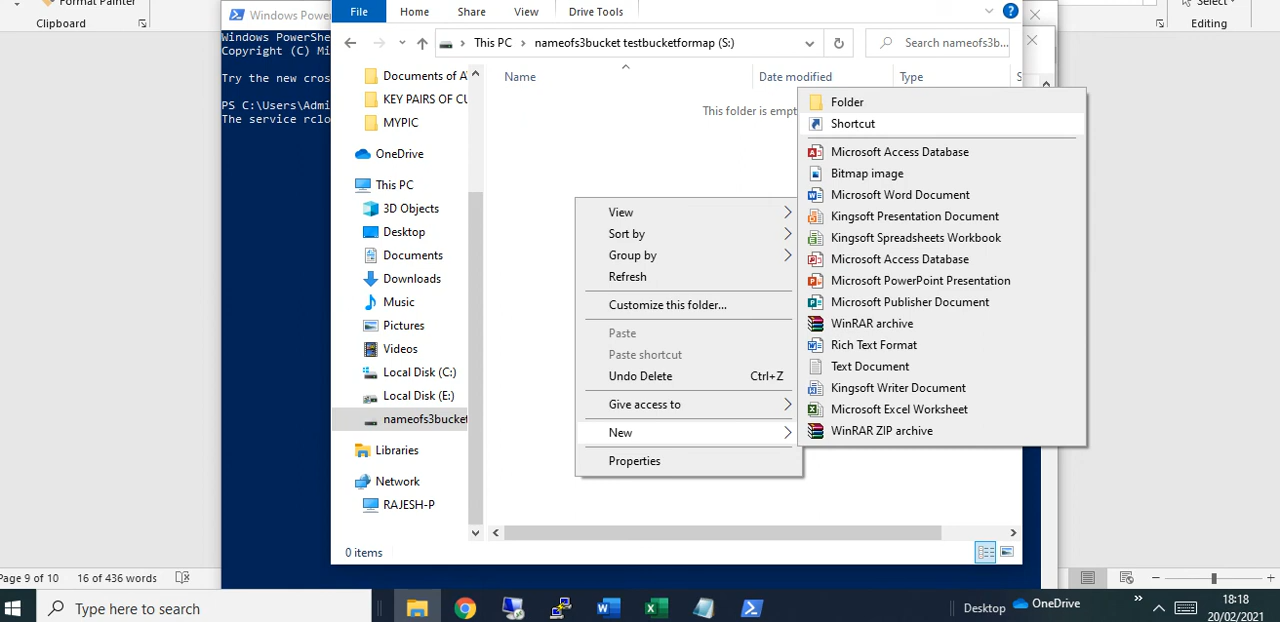 Format Painter
Clipboard
Select
Editing
Windows Pow
Windows PowerShe
Copyright (C) Mi
Try the new cros
PS C:\Users\Admi
The service rclo
File Home Share View Drive Tools
This PC > nameofs3bucket testbucketformap (S:)
Search nameofs3b...
Name Date modified Type S
This folder is empt
Documents of A
KEY PAIRS OF CU
MYPIC
OneDrive
This PC
3D Objects
Desktop
Documents
Downloads
Music
Pictures
Videos
Local Disk (C:)
Local Disk (E:)
nameofs3bucket
Libraries
Network
RAJESH-P
0 items
View
Sort by
Group by
Refresh
Customize this folder...
Paste
Paste shortcut
Undo Delete Ctrl+Z
Give access to
New
Properties
Folder
Shortcut
Microsoft Access Database
Bitmap image
Microsoft Word Document
Kingsoft Presentation Document
Kingsoft Spreadsheets Workbook
Microsoft Access Database
Microsoft PowerPoint Presentation
Microsoft Publisher Document
WinRAR archive
Rich Text Format
Text Document
Kingsoft Writer Document
Microsoft Excel Worksheet
WinRAR ZIP archive
Page 9 of 10 16 of 436 words
Type here to search
Desktop
OneDrive
18:18
20/02/2021